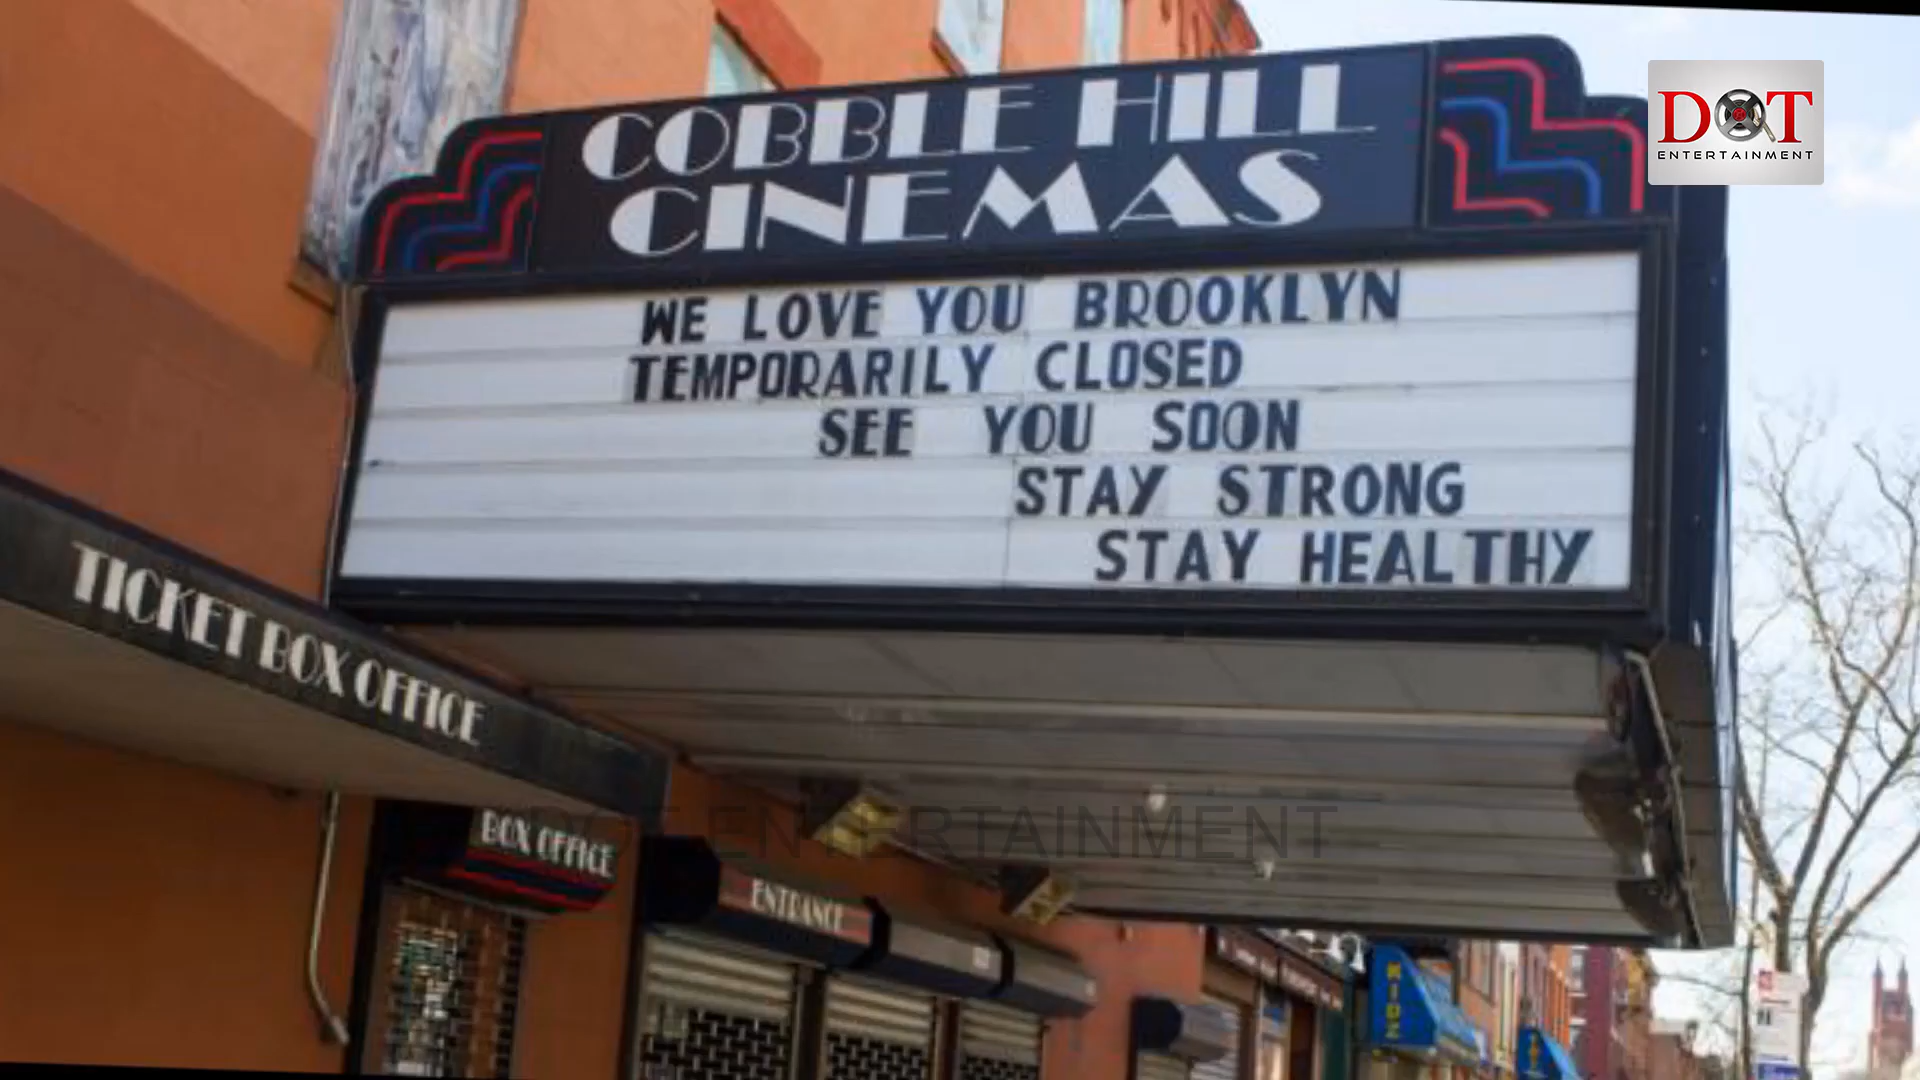 COBBLE HILL
CINEMAS
DOT
ENTERTAINMENT
WE LOVE YOU BROOKLYN
TEMPORARILY CLOSED
SEE YOU SOON
STAY STRONG
STAY HEALTHY
TICKET BOX OFFICE
BOX OFFICE
ENTRANCE
DOT ENTERTAINMENT
KIDZ